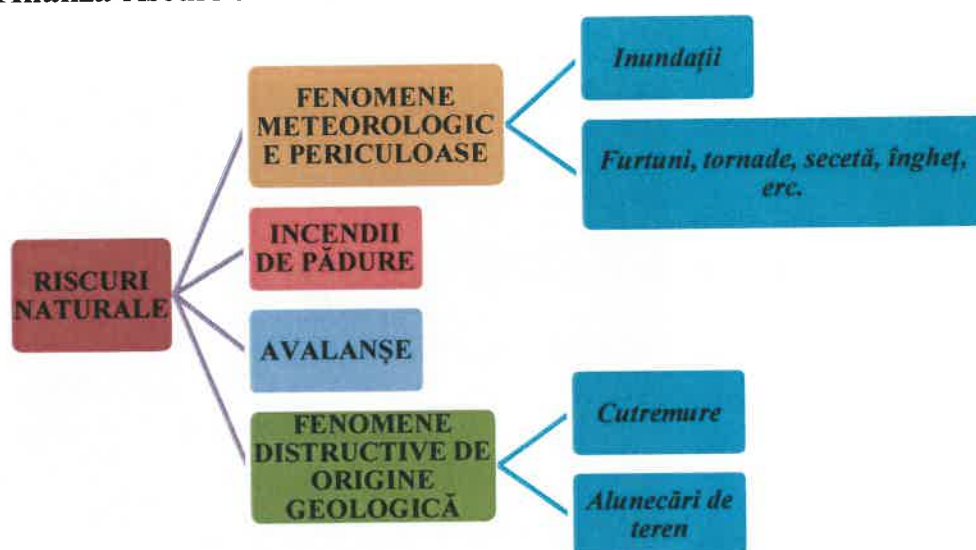 Inundații
FENOMENE
METEOROLOGIC
E PERICULOASE
Furtuni, tornade, secetă, îngheț,
erc.
INCENDII
DE PĂDURE
RISCURI
NATURALE
AVALANȘE
FENOMENE
DISTRUCTIVE DE
ORIGINE
GEOLOGICĂ
Cutremure
Alunecări de
teren